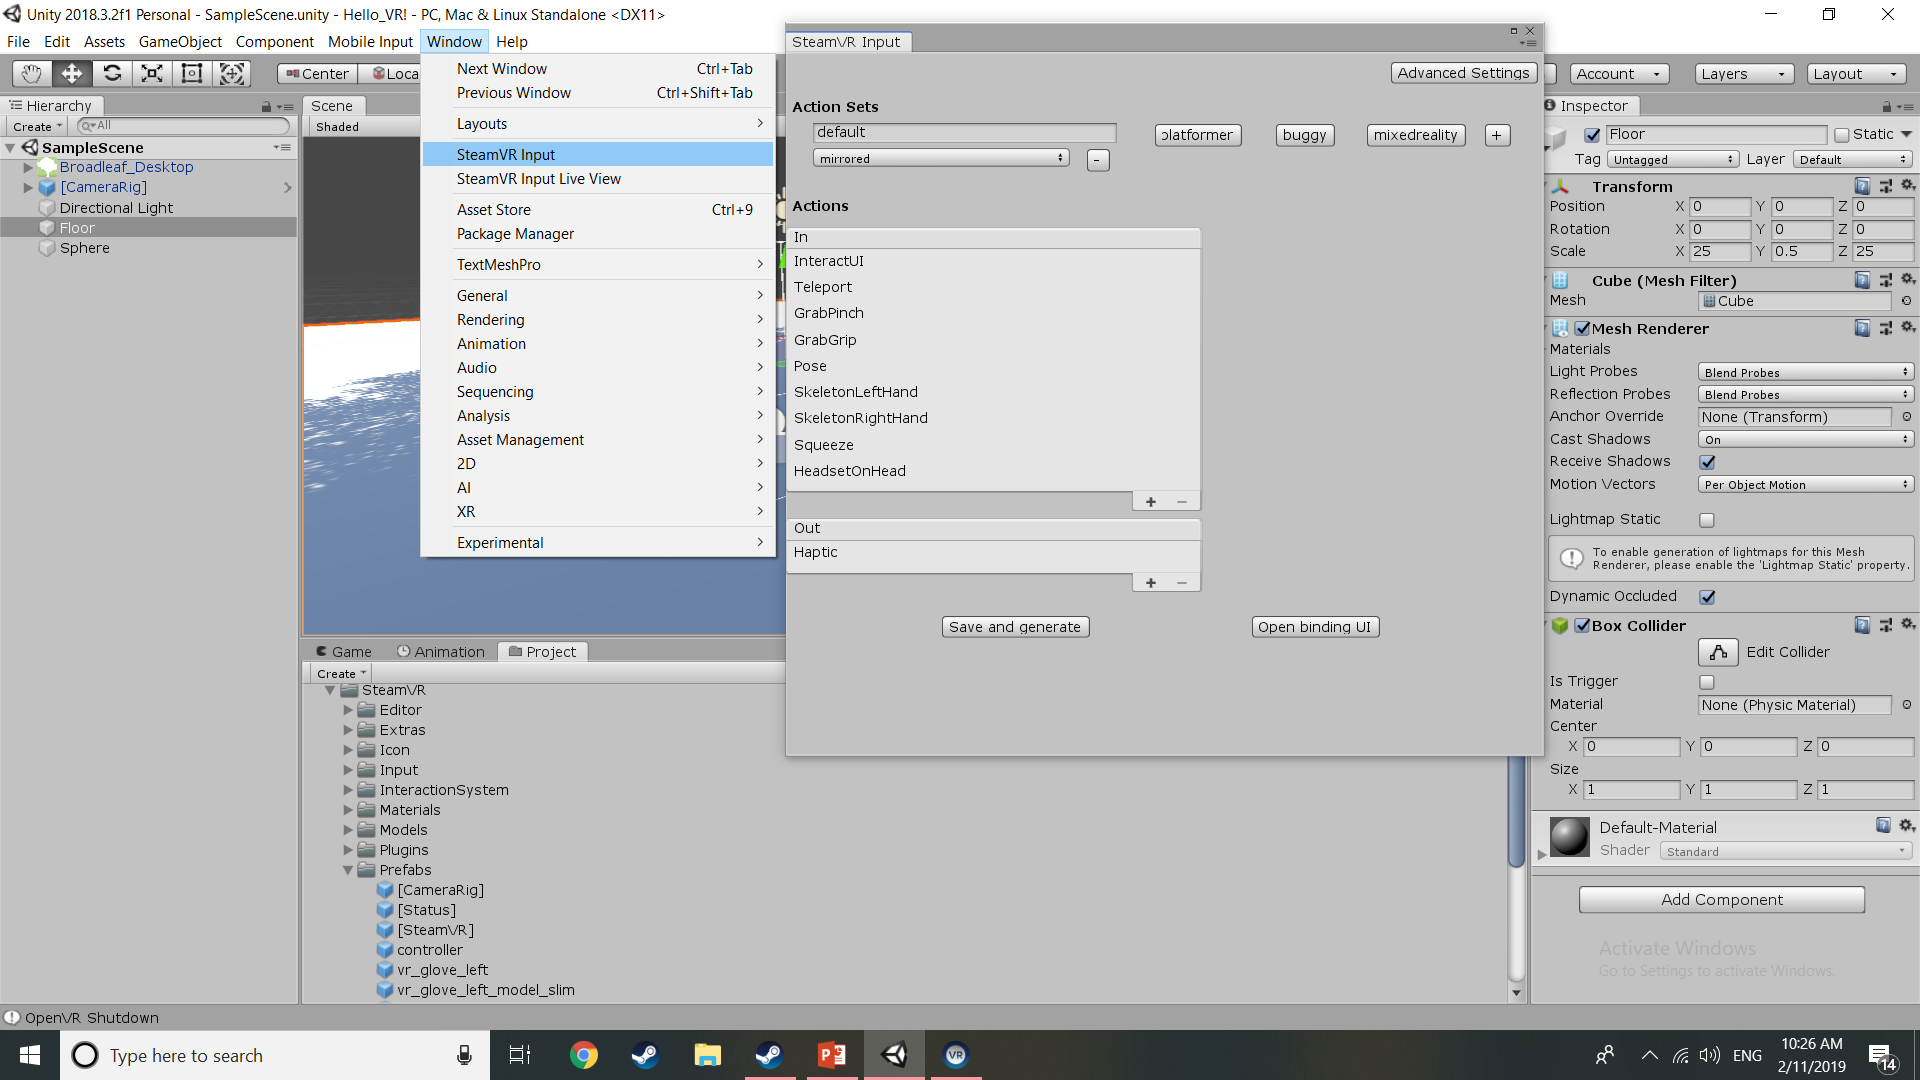 Unity 2018.3.2f1 Personal - SampleScene.unity - Hello_VR! - PC, Mac & Linux Standalone <DX11>
File Edit Assets GameObject Component Mobile Input Window Help
Center Loca
Account Layers Layout
Hierarchy
Create All
SampleScene
Broadleaf_Desktop
[CameraRig]
Directional Light
Floor
Sphere
Scene
Shaded
Next Window Ctrl+Tab
Previous Window Ctrl+Shift+Tab
Layouts
SteamVR Input
SteamVR Input Live View
Asset Store Ctrl+9
Package Manager
TextMeshPro
General
Rendering
Animation
Audio
Sequencing
Analysis
Asset Management
2D
AI
XR
Experimental
SteamVR Input
Advanced Settings
Action Sets
default
platformer buggy mixedreality +
mirrored -
Actions
In
InteractUI
Teleport
GrabPinch
GrabGrip
Pose
SkeletonLeftHand
SkeletonRightHand
Squeeze
HeadsetOnHead
+ -
Out
Haptic
+ -
Save and generate Open binding UI
Game Animation Project
Create
SteamVR
Editor
Extras
Icon
Input
InteractionSystem
Materials
Models
Plugins
Prefabs
[CameraRig]
[Status]
[SteamVR]
controller
vr_glove_left
vr_glove_left_model_slim
Inspector
Floor Static
Tag Untagged Layer Default
Transform
Position X 0 Y 0 Z 0
Rotation X 0 Y 0 Z 0
Scale X 25 Y 0.5 Z 25
Cube (Mesh Filter)
Mesh Cube
Mesh Renderer
Materials
Light Probes Blend Probes
Reflection Probes Blend Probes
Anchor Override None (Transform)
Cast Shadows On
Receive Shadows
Motion Vectors Per Object Motion
Lightmap Static
To enable generation of lightmaps for this Mesh
Renderer, please enable the 'Lightmap Static' property.
Dynamic Occluded
Box Collider
Edit Collider
Is Trigger
Material None (Physic Material)
Center
X 0 Y 0 Z 0
Size
X 1 Y 1 Z 1
Default-Material
Shader Standard
Add Component
Activate Windows
Go to Settings to activate Windows.
OpenVR Shutdown
Type here to search
VR
ENG
10:26 AM
2/11/2019
14